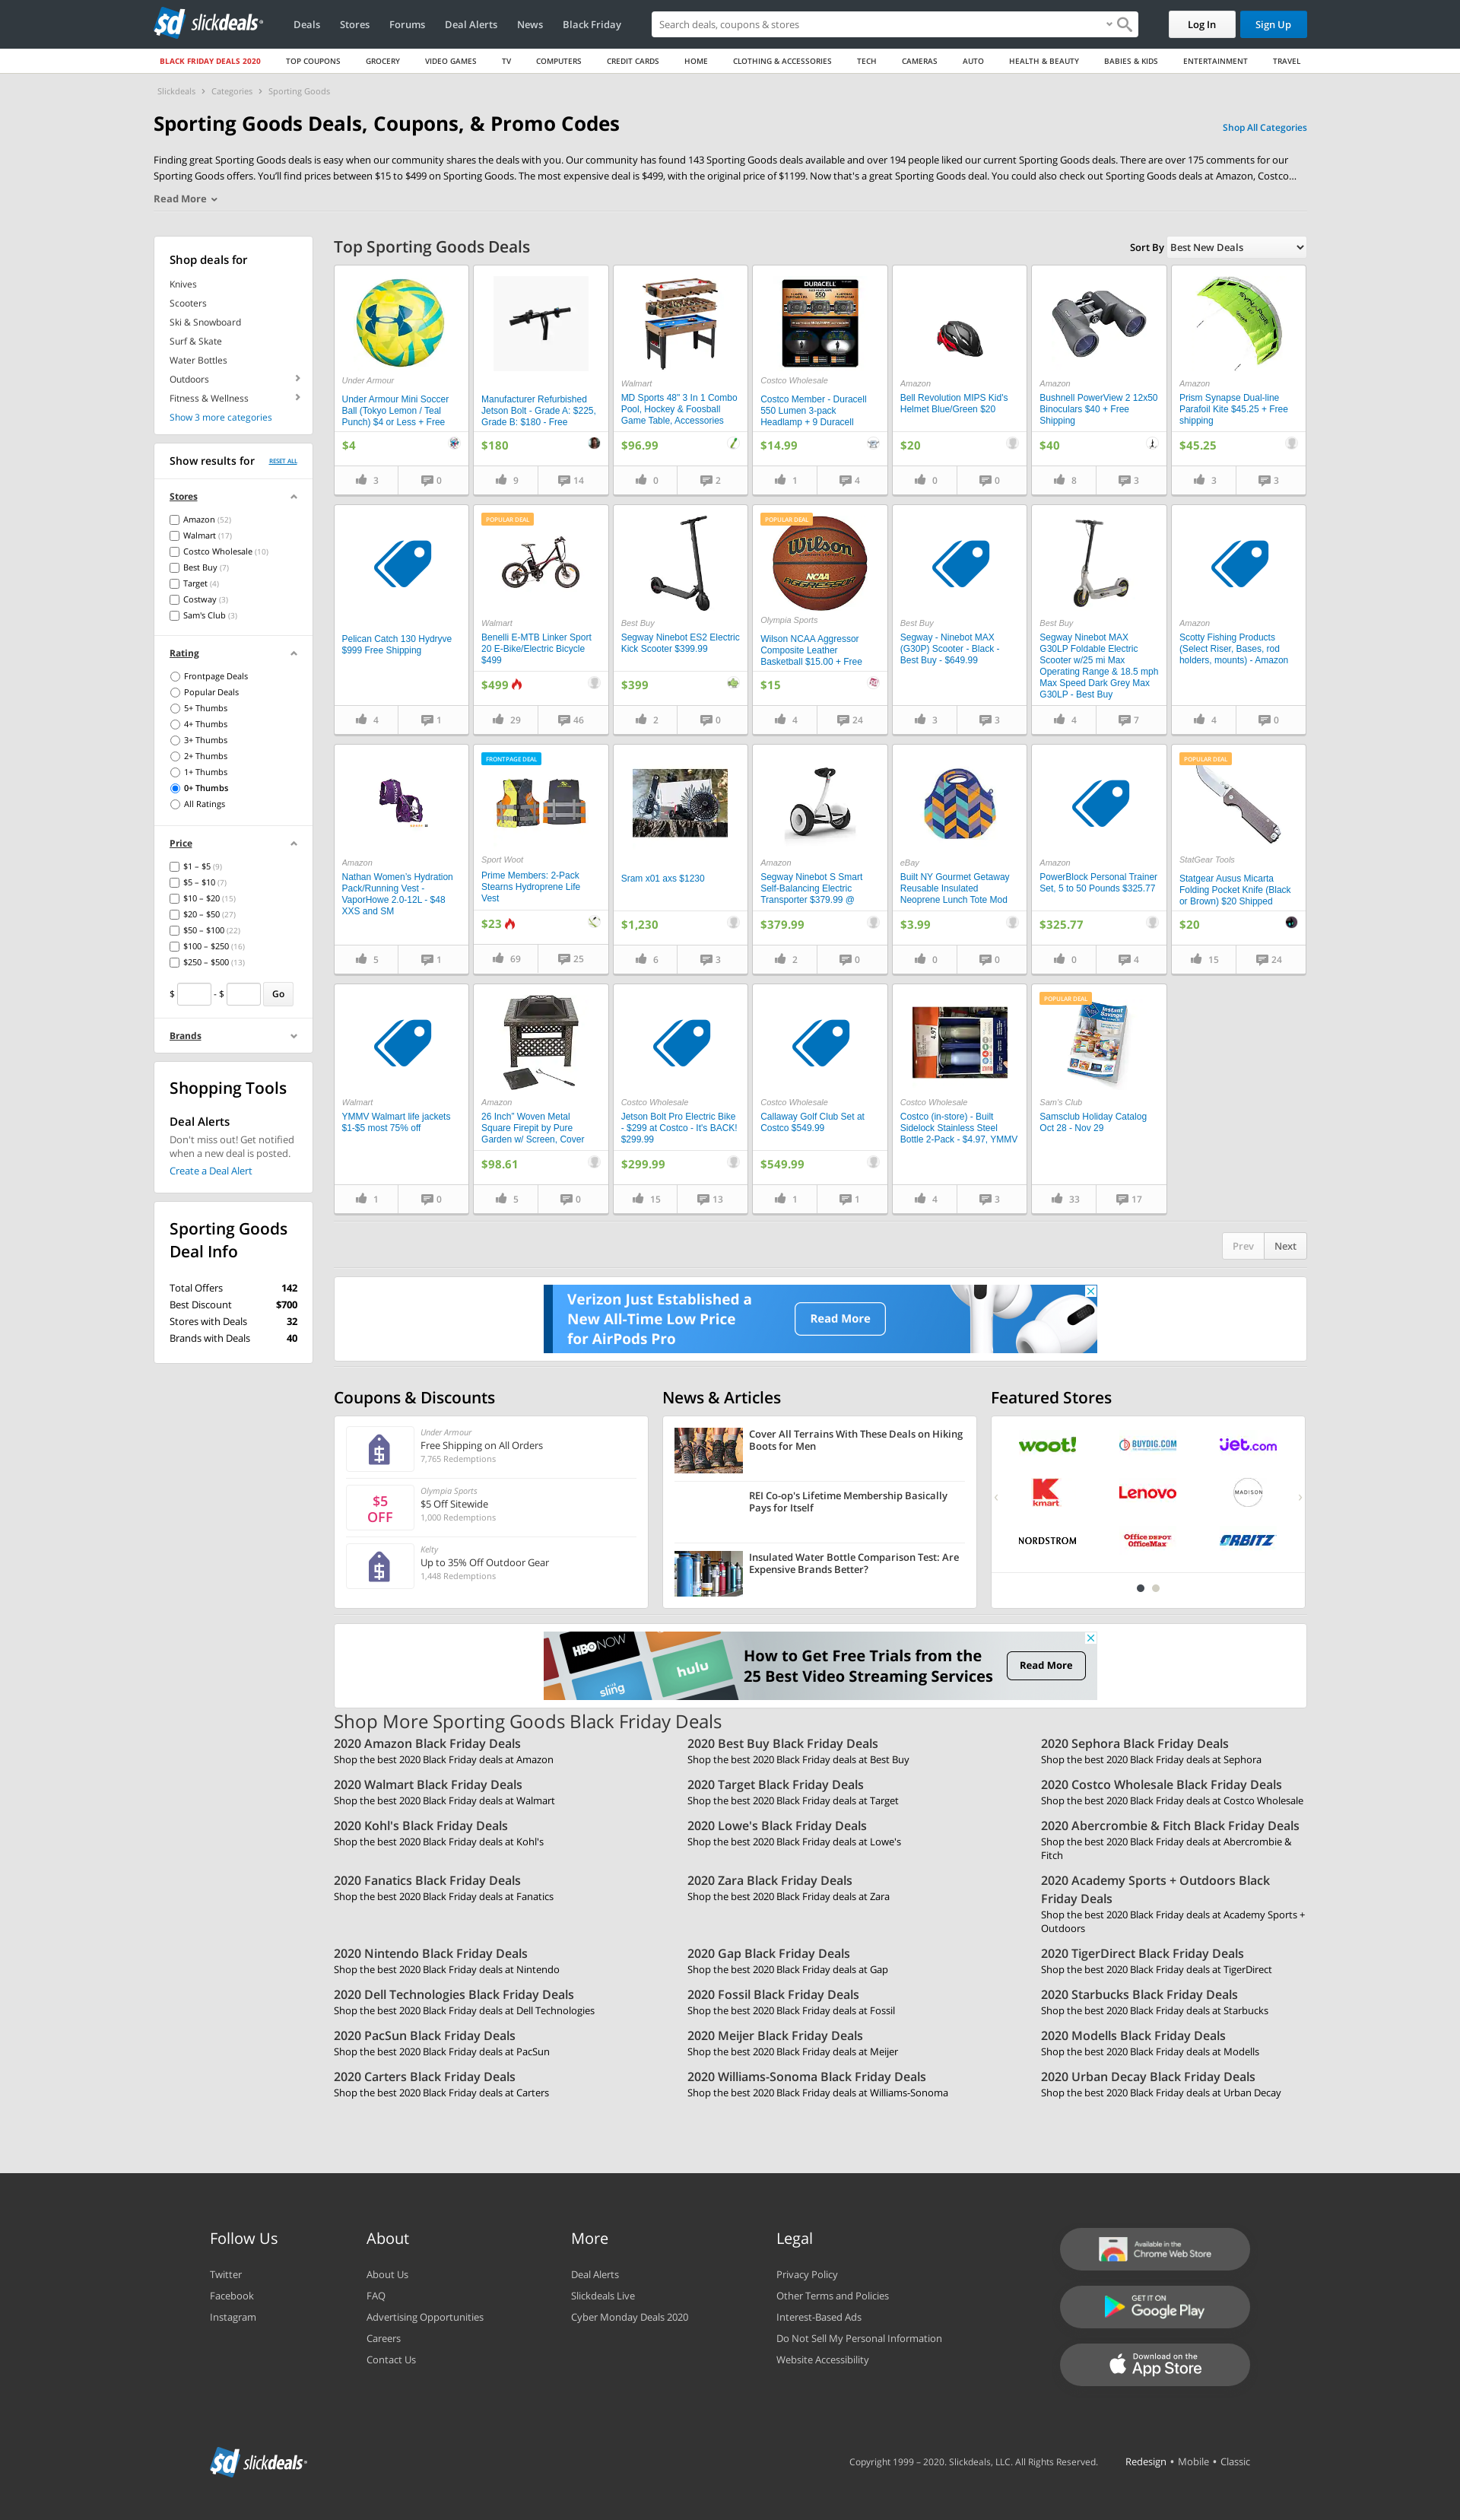 sd slickdeals
Deals
Stores
Forums
Deal Alerts
News
Black Friday
Search deals, coupons & stores
Log In
Sign Up
BLACK FRIDAY DEALS 2020
TOP COUPONS
GROCERY
VIDEO GAMES
TV
COMPUTERS
CREDIT CARDS
HOME
CLOTHING & ACCESSORIES
TECH
CAMERAS
AUTO
HEALTH & BEAUTY
BABIES & KIDS
ENTERTAINMENT
TRAVEL
Slickdeals > Categories > Sporting Goods
Sporting Goods Deals, Coupons, & Promo Codes
Shop All Categories
Finding great Sporting Goods deals is easy when our community shares the deals with you. Our community has found 143 Sporting Goods deals available and over 194 people liked our current Sporting Goods deals. There are over 175 comments for our
Sporting Goods offers. You'll find prices between $15 to $499 on Sporting Goods. The most expensive deal is $499, with the original price of $1199. Now that's a great Sporting Goods deal. You could also check out Sporting Goods deals at Amazon, Costco...
Read More
Shop deals for
Knives
Scooters
Ski & Snowboard
Surf & Skate
Water Bottles
Outdoors
Fitness & Wellness
Show 3 more categories
Show results for
RESET ALL
Stores
Amazon (52)
Walmart (17)
Costco Wholesale (10)
Best Buy (7)
Target (4)
Costway (3)
Sam's Club (3)
Rating
Frontpage Deals
Popular Deals
5+ Thumbs
4+ Thumbs
3+ Thumbs
2+ Thumbs
1+ Thumbs
0+ Thumbs
All Ratings
Price
$1 – $5 (9)
$5 – $10 (7)
$10 – $20 (15)
$20 – $50 (27)
$50 – $100 (22)
$100 – $250 (16)
$250 – $500 (13)
$ - $ Go
Brands
Shopping Tools
Deal Alerts
Don't miss out! Get notified
when a new deal is posted.
Create a Deal Alert
Sporting Goods
Deal Info
Total Offers 142
Best Discount $700
Stores with Deals 32
Brands with Deals 40
Top Sporting Goods Deals
Sort By Best New Deals
Under Armour
Under Armour Mini Soccer
Ball (Tokyo Lemon / Teal
Punch) $4 or Less + Free
$4
3 0
Manufacturer Refurbished
Jetson Bolt - Grade A: $225,
Grade B: $180 - Free
$180
9 14
Walmart
MD Sports 48" 3 In 1 Combo
Pool, Hockey & Foosball
Game Table, Accessories
$96.99
0 2
DURACELL
550
Costco Wholesale
Costco Member - Duracell
550 Lumen 3-pack
Headlamp + 9 Duracell
$14.99
1 4
Amazon
Bell Revolution MIPS Kid's
Helmet Blue/Green $20
$20
0 0
Amazon
Bushnell PowerView 2 12x50
Binoculars $40 + Free
Shipping
$40
8 3
Amazon
Prism Synapse Dual-line
Parafoil Kite $45.25 + Free
shipping
$45.25
3 3
Pelican Catch 130 Hydryve
$999 Free Shipping
4 1
POPULAR DEAL
Walmart
Benelli E-MTB Linker Sport
20 E-Bike/Electric Bicycle
$499
$499
29 46
Best Buy
Segway Ninebot ES2 Electric
Kick Scooter $399.99
$399
2 0
POPULAR DEAL
Wilson
NCAA
AGGRESSOR
Olympia Sports
Wilson NCAA Aggressor
Composite Leather
Basketball $15.00 + Free
$15
4 24
Best Buy
Segway - Ninebot MAX
(G30P) Scooter - Black -
Best Buy - $649.99
3 3
Best Buy
Segway Ninebot MAX
G30LP Foldable Electric
Scooter w/25 mi Max
Operating Range & 18.5 mph
Max Speed Dark Grey Max
G30LP - Best Buy
4 7
Amazon
Scotty Fishing Products
(Select Riser, Bases, rod
holders, mounts) - Amazon
4 0
Amazon
Nathan Women's Hydration
Pack/Running Vest -
VaporHowe 2.0-12L - $48
XXS and SM
5 1
FRONTPAGE DEAL
Sport Woot
Prime Members: 2-Pack
Stearns Hydroprene Life
Vest
$23
69 25
Sram x01 axs $1230
$1,230
6 3
Amazon
Segway Ninebot S Smart
Self-Balancing Electric
Transporter $379.99 @
$379.99
2 0
eBay
Built NY Gourmet Getaway
Reusable Insulated
Neoprene Lunch Tote Mod
$3.99
0 0
Amazon
PowerBlock Personal Trainer
Set, 5 to 50 Pounds $325.77
$325.77
0 4
POPULAR DEAL
StatGear Tools
Statgear Ausus Micarta
Folding Pocket Knife (Black
or Brown) $20 Shipped
$20
15 24
Walmart
YMMV Walmart life jackets
$1-$5 most 75% off
1 0
Amazon
26 Inch" Woven Metal
Square Firepit by Pure
Garden w/ Screen, Cover
$98.61
5 0
Costco Wholesale
Jetson Bolt Pro Electric Bike
- $299 at Costco - It's BACK!
$299.99
$299.99
15 13
Costco Wholesale
Callaway Golf Club Set at
Costco $549.99
$549.99
1 1
4.97
Costco Wholesale
Costco (in-store) - Built
Sidelock Stainless Steel
Bottle 2-Pack - $4.97, YMMV
4 3
POPULAR DEAL
Instant
Savings
Sam's Club
Samsclub Holiday Catalog
Oct 28 - Nov 29
33 17
Prev
Next
Verizon Just Established a
New All-Time Low Price
for AirPods Pro
Read More
Coupons & Discounts
Under Armour
Free Shipping on All Orders
7,765 Redemptions
$5
OFF
Olympia Sports
$5 Off Sitewide
1,000 Redemptions
Kelty
Up to 35% Off Outdoor Gear
1,448 Redemptions
News & Articles
Cover All Terrains With These Deals on Hiking
Boots for Men
REI Co-op's Lifetime Membership Basically
Pays for Itself
Insulated Water Bottle Comparison Test: Are
Expensive Brands Better?
Featured Stores
woot!
BUYDIG.COM
jet.com
K
kmart
Lenovo
MADISON
NORDSTROM
Office DEPOT
OfficeMax
ORBITZ
HBO NOW
hulu
sling
How to Get Free Trials from the
25 Best Video Streaming Services
Read More
Shop More Sporting Goods Black Friday Deals
2020 Amazon Black Friday Deals
Shop the best 2020 Black Friday deals at Amazon
2020 Best Buy Black Friday Deals
Shop the best 2020 Black Friday deals at Best Buy
2020 Sephora Black Friday Deals
Shop the best 2020 Black Friday deals at Sephora
2020 Walmart Black Friday Deals
Shop the best 2020 Black Friday deals at Walmart
2020 Target Black Friday Deals
Shop the best 2020 Black Friday deals at Target
2020 Costco Wholesale Black Friday Deals
Shop the best 2020 Black Friday deals at Costco Wholesale
2020 Kohl's Black Friday Deals
Shop the best 2020 Black Friday deals at Kohl's
2020 Lowe's Black Friday Deals
Shop the best 2020 Black Friday deals at Lowe's
2020 Abercrombie & Fitch Black Friday Deals
Shop the best 2020 Black Friday deals at Abercrombie &
Fitch
2020 Fanatics Black Friday Deals
Shop the best 2020 Black Friday deals at Fanatics
2020 Zara Black Friday Deals
Shop the best 2020 Black Friday deals at Zara
2020 Academy Sports + Outdoors Black
Friday Deals
Shop the best 2020 Black Friday deals at Academy Sports +
Outdoors
2020 Nintendo Black Friday Deals
Shop the best 2020 Black Friday deals at Nintendo
2020 Gap Black Friday Deals
Shop the best 2020 Black Friday deals at Gap
2020 TigerDirect Black Friday Deals
Shop the best 2020 Black Friday deals at TigerDirect
2020 Dell Technologies Black Friday Deals
Shop the best 2020 Black Friday deals at Dell Technologies
2020 Fossil Black Friday Deals
Shop the best 2020 Black Friday deals at Fossil
2020 Starbucks Black Friday Deals
Shop the best 2020 Black Friday deals at Starbucks
2020 PacSun Black Friday Deals
Shop the best 2020 Black Friday deals at PacSun
2020 Meijer Black Friday Deals
Shop the best 2020 Black Friday deals at Meijer
2020 Modells Black Friday Deals
Shop the best 2020 Black Friday deals at Modells
2020 Carters Black Friday Deals
Shop the best 2020 Black Friday deals at Carters
2020 Williams-Sonoma Black Friday Deals
Shop the best 2020 Black Friday deals at Williams-Sonoma
2020 Urban Decay Black Friday Deals
Shop the best 2020 Black Friday deals at Urban Decay
Follow Us
Twitter
Facebook
Instagram
About
About Us
FAQ
Advertising Opportunities
Careers
Contact Us
More
Deal Alerts
Slickdeals Live
Cyber Monday Deals 2020
Legal
Privacy Policy
Other Terms and Policies
Interest-Based Ads
Do Not Sell My Personal Information
Website Accessibility
Available in the
Chrome Web Store
GET IT ON
Google Play
Download on the
App Store
sd slickdeals
Copyright 1999 – 2020. Slickdeals, LLC. All Rights Reserved.
Redesign • Mobile • Classic